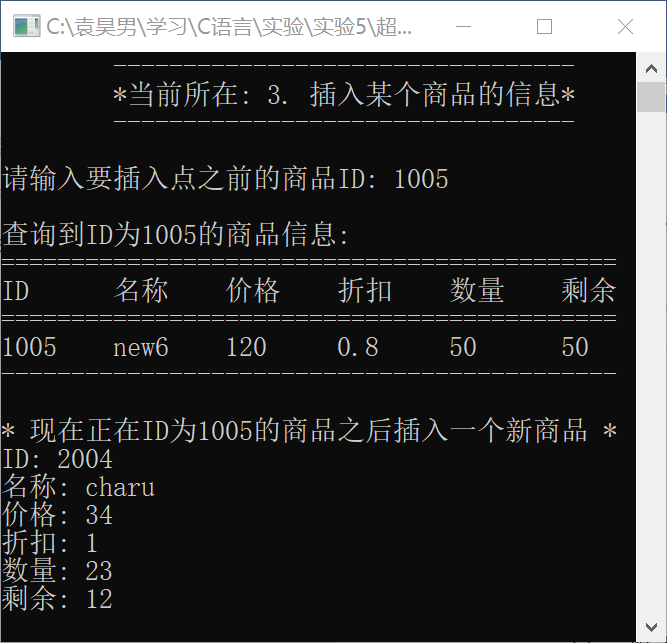 C:\袁昊男\学习\C语言\实验\实验5\超...
----------------------------------
*当前所在: 3. 插入某个商品的信息*
----------------------------------
请输入要插入点之前的商品ID: 1005
查询到ID为1005的商品信息:
============================================
ID 名称 价格 折扣 数量 剩余
============================================
1005 new6 120 0.8 50 50
--------------------------------------------
* 现在正在ID为1005的商品之后插入一个新商品 *
ID: 2004
名称: charu
价格: 34
折扣: 1
数量: 23
剩余: 12